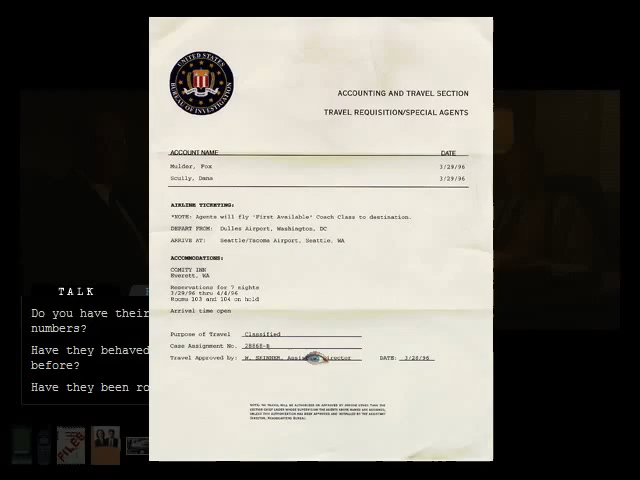 UNITED STATES
BUREAU OF INVESTIGATION
ACCOUNTING AND TRAVEL SECTION
TRAVEL REQUISITION/SPECIAL AGENTS
ACCOUNT NAME DATE
Mulder, Fox 3/29/96
Scully, Dana 3/29/96
AIRLINE TICKETING:
*NOTE: Agents will fly 'First Available' Coach Class to destination.
DEPART FROM: Dulles Airport, Washington, DC
ARRIVE AT: Seattle/Tacoma Airport, Seattle, WA
ACCOMMODATIONS:
COMITY INN
Everett, WA
Reservations for 7 nights
3/29/96 thru 4/4/96
Rooms 103 and 104 on hold
Arrival time open
Purpose of Travel Classified
Case Assignment No. 28868-B
Travel Approved by: W. SKINNER, Director DATE: 3/28/96
TALK
Do you have their
numbers?
Have they behaved
before?
Have they been ro
FILES